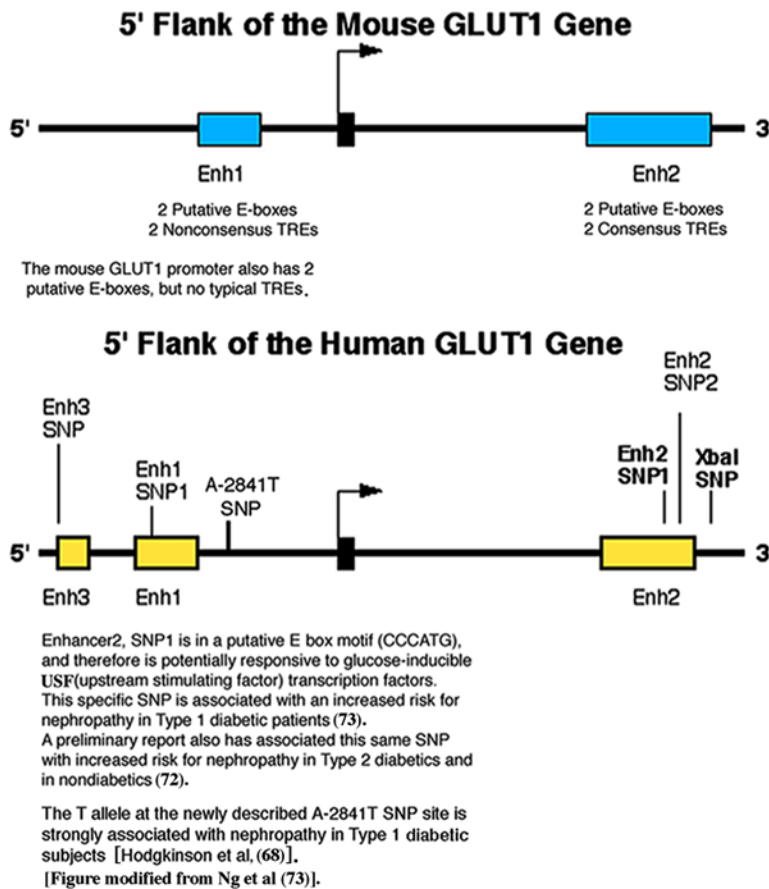 5' Flank of the Mouse GLUT1 Gene
5' 3'
Enh1 Enh2
2 Putative E-boxes
2 Nonconsensus TREs
2 Putative E-boxes
2 Consensus TREs
The mouse GLUT1 promoter also has 2
putative E-boxes, but no typical TREs.
5' Flank of the Human GLUT1 Gene
Enh3
SNP
Enh1
SNP1
A-2841T
SNP
Enh2
SNP1
Enh2
SNP2
XbaI
SNP
5' 3'
Enh3 Enh1 Enh2
Enhancer2, SNP1 is in a putative E box motif (CCCATG),
and therefore is potentially responsive to glucose-inducible
USF(upstream stimulating factor) transcription factors.
This specific SNP is associated with an increased risk for
nephropathy in Type 1 diabetic patients (73).
A preliminary report also has associated this same SNP
with increased risk for nephropathy in Type 2 diabetics and
in nondiabetics (72).
The T allele at the newly described A-2841T SNP site is
strongly associated with nephropathy in Type 1 diabetic
subjects [Hodgkinson et al, (68)].
[Figure modified from Ng et al (73)].